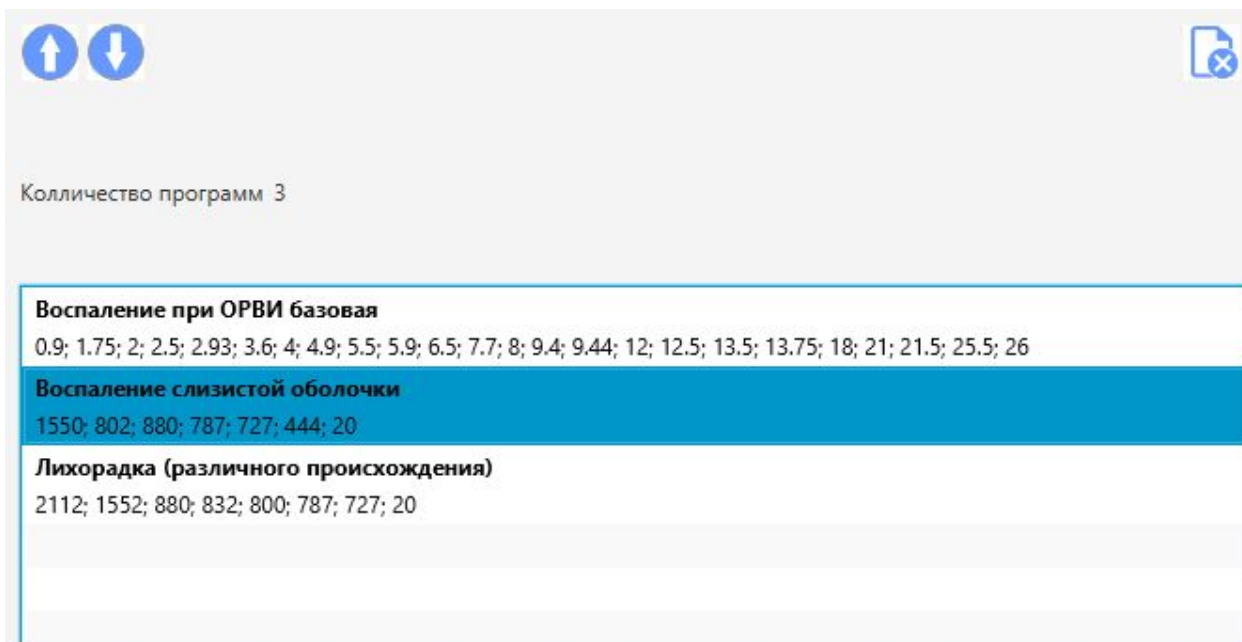 Колличество программ 3
Воспаление при ОРВИ базовая
0.9; 1.75; 2; 2.5; 2.93; 3.6; 4; 4.9; 5.5; 5.9; 6.5; 7.7; 8; 9.4; 9.44; 12; 12.5; 13.5; 13.75; 18; 21; 21.5; 25.5; 26
Воспаление слизистой оболочки
1550; 802; 880; 787; 727; 444; 20
Лихорадка (различного происхождения)
2112; 1552; 880; 832; 800; 787; 727; 20